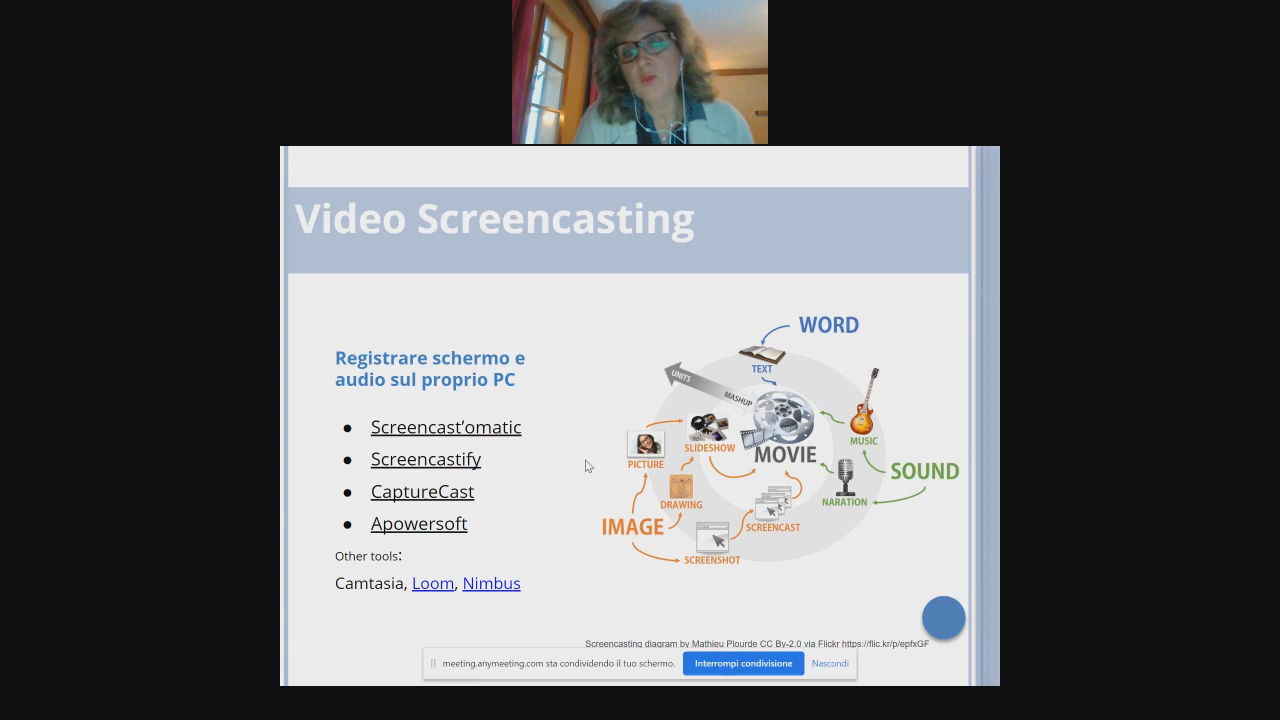 Video Screencasting
Registrare schermo e
audio sul proprio PC
● Screencast’omatic
● Screencastify
● CaptureCast
● Apowersoft
Other tools:
Camtasia, Loom, Nimbus
WORD
TEXT
UNITS
MASHUP
MUSIC
SLIDESHOW
MOVIE
PICTURE
SOUND
DRAWING
NARATION
IMAGE
SCREENCAST
SCREENSHOT
Screencasting diagram by Mathieu Plourde CC By-2.0 via Flickr https://flic.kr/p/epfxGF
meeting.anymeeting.com sta condividendo il tuo schermo. Interrompi condivisione Nascondi